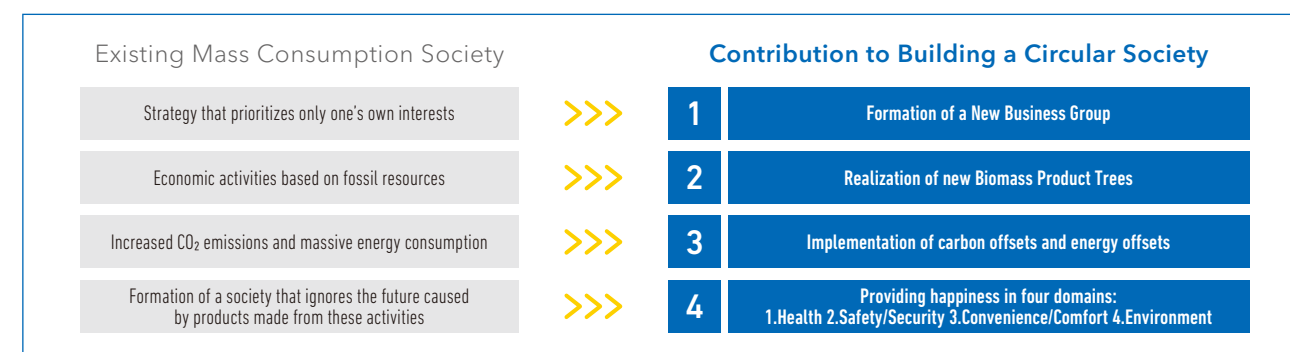 Existing Mass Consumption Society
Contribution to Building a Circular Society
Strategy that prioritizes only one's own interests
>>>
1
Formation of a New Business Group
Economic activities based on fossil resources
>>>
2
Realization of new Biomass Product Trees
Increased CO₂ emissions and massive energy consumption
>>>
3
Implementation of carbon offsets and energy offsets
Formation of a society that ignores the future caused
by products made from these activities
>>>
4
Providing happiness in four domains:
1.Health 2.Safety/Security 3.Convenience/Comfort 4.Environment